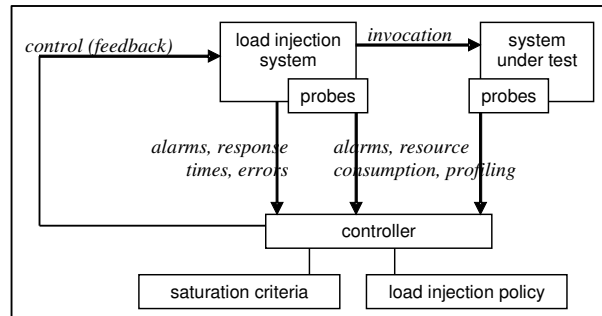 control (feedback)
load injection
system
invocation
system
under test
probes
probes
alarms, response
times, errors
alarms, resource
consumption, profiling
controller
saturation criteria
load injection policy